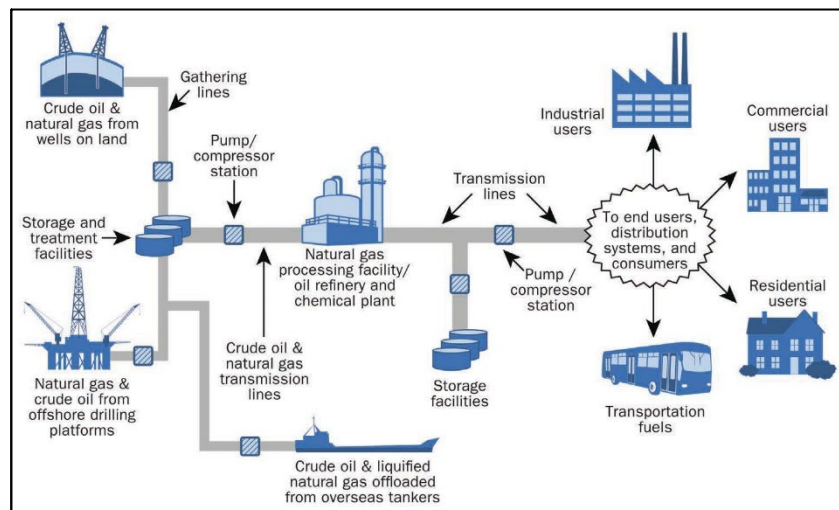 Crude oil &
natural gas from
wells on land
Gathering
lines
Pump/
compressor
station
Storage and
treatment
facilities
Natural gas &
crude oil from
offshore drilling
platforms
Crude oil &
natural gas
transmission
lines
Natural gas
processing facility/
oil refinery and
chemical plant
Crude oil & liquified
natural gas offloaded
from overseas tankers
Transmission
lines
Pump /
compressor
station
Storage
facilities
Industrial
users
Commercial
users
To end users,
distribution
systems, and
consumers
Residential
users
Transportation
fuels